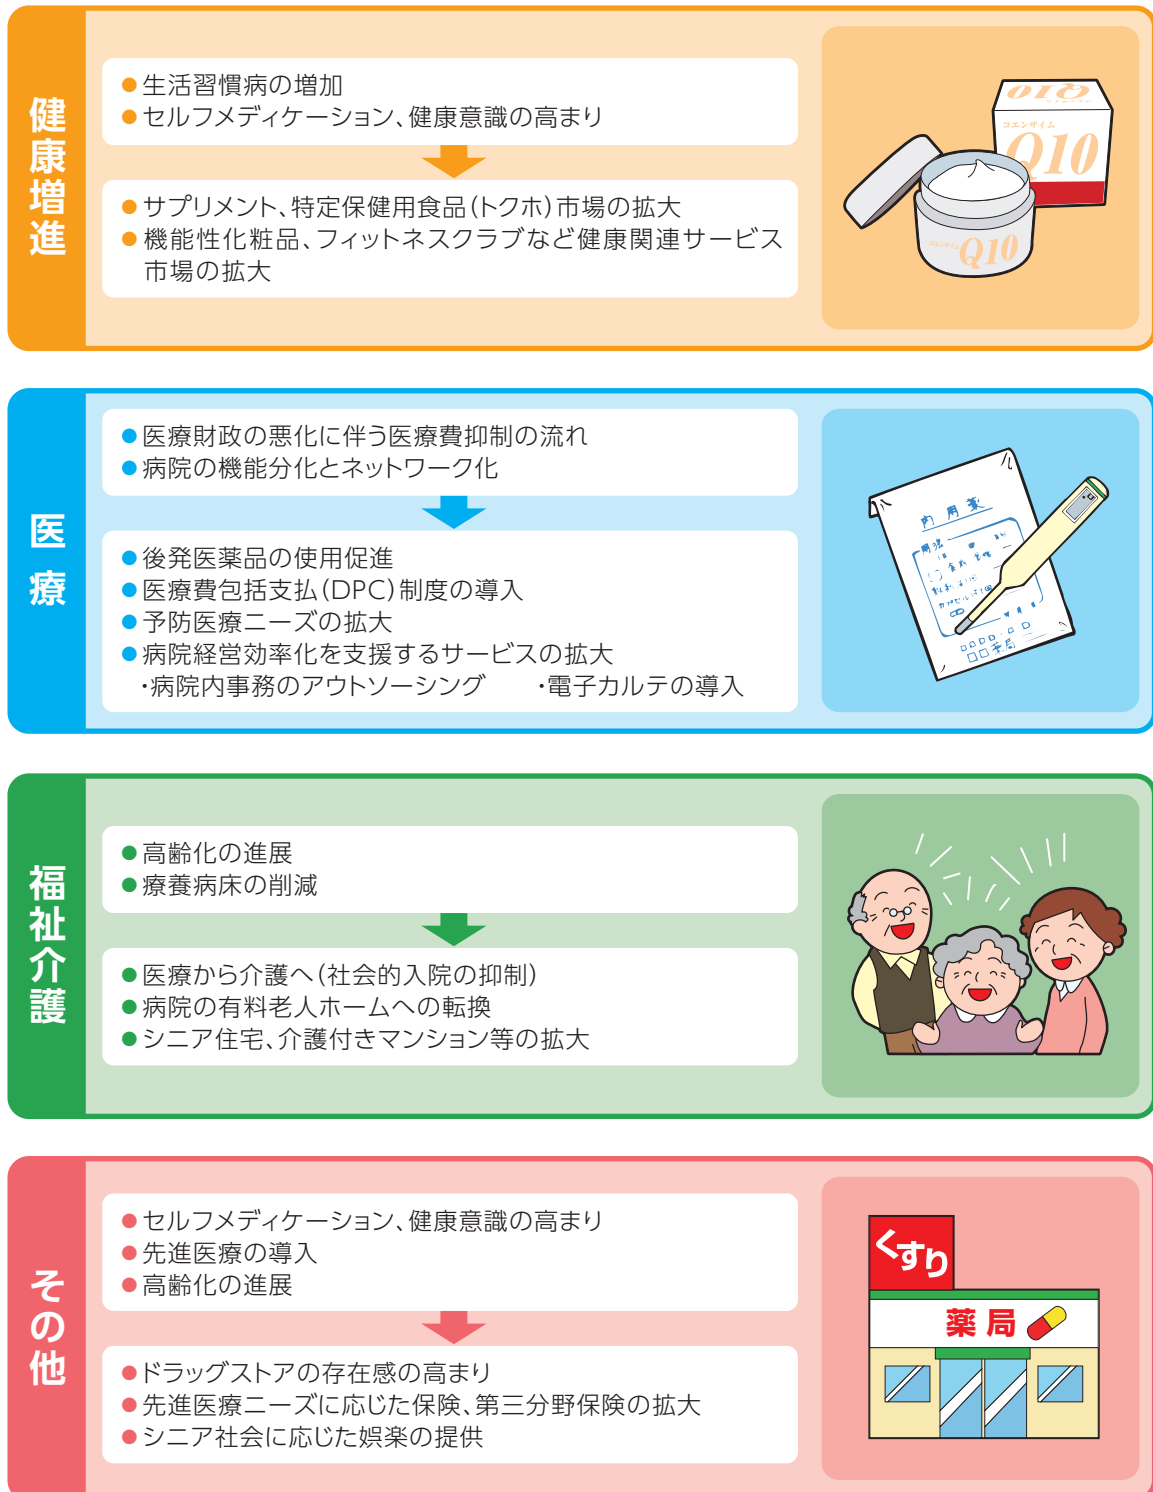 健康増進
●生活習慣病の増加
●セルフメディケーション、健康意識の高まり
●サプリメント、特定保健用食品(トクホ)市場の拡大
●機能性化粧品、フィットネスクラブなど健康関連サービス
市場の拡大
Q10
コエンザイム
Q10
コエンザイム
Q10
医療
●医療財政の悪化に伴う医療費抑制の流れ
●病院の機能分化とネットワーク化
●後発医薬品の使用促進
●医療費包括支払(DPC)制度の導入
●予防医療ニーズの拡大
●病院経営効率化を支援するサービスの拡大
・病院内事務のアウトソーシング ・電子カルテの導入
内用薬
用法
□□薬局
福祉介護
●高齢化の進展
●療養病床の削減
●医療から介護へ(社会的入院の抑制)
●病院の有料老人ホームへの転換
●シニア住宅、介護付きマンション等の拡大
その他
●セルフメディケーション、健康意識の高まり
●先進医療の導入
●高齢化の進展
●ドラッグストアの存在感の高まり
●先進医療ニーズに応じた保険、第三分野保険の拡大
●シニア社会に応じた娯楽の提供
くすり
薬局